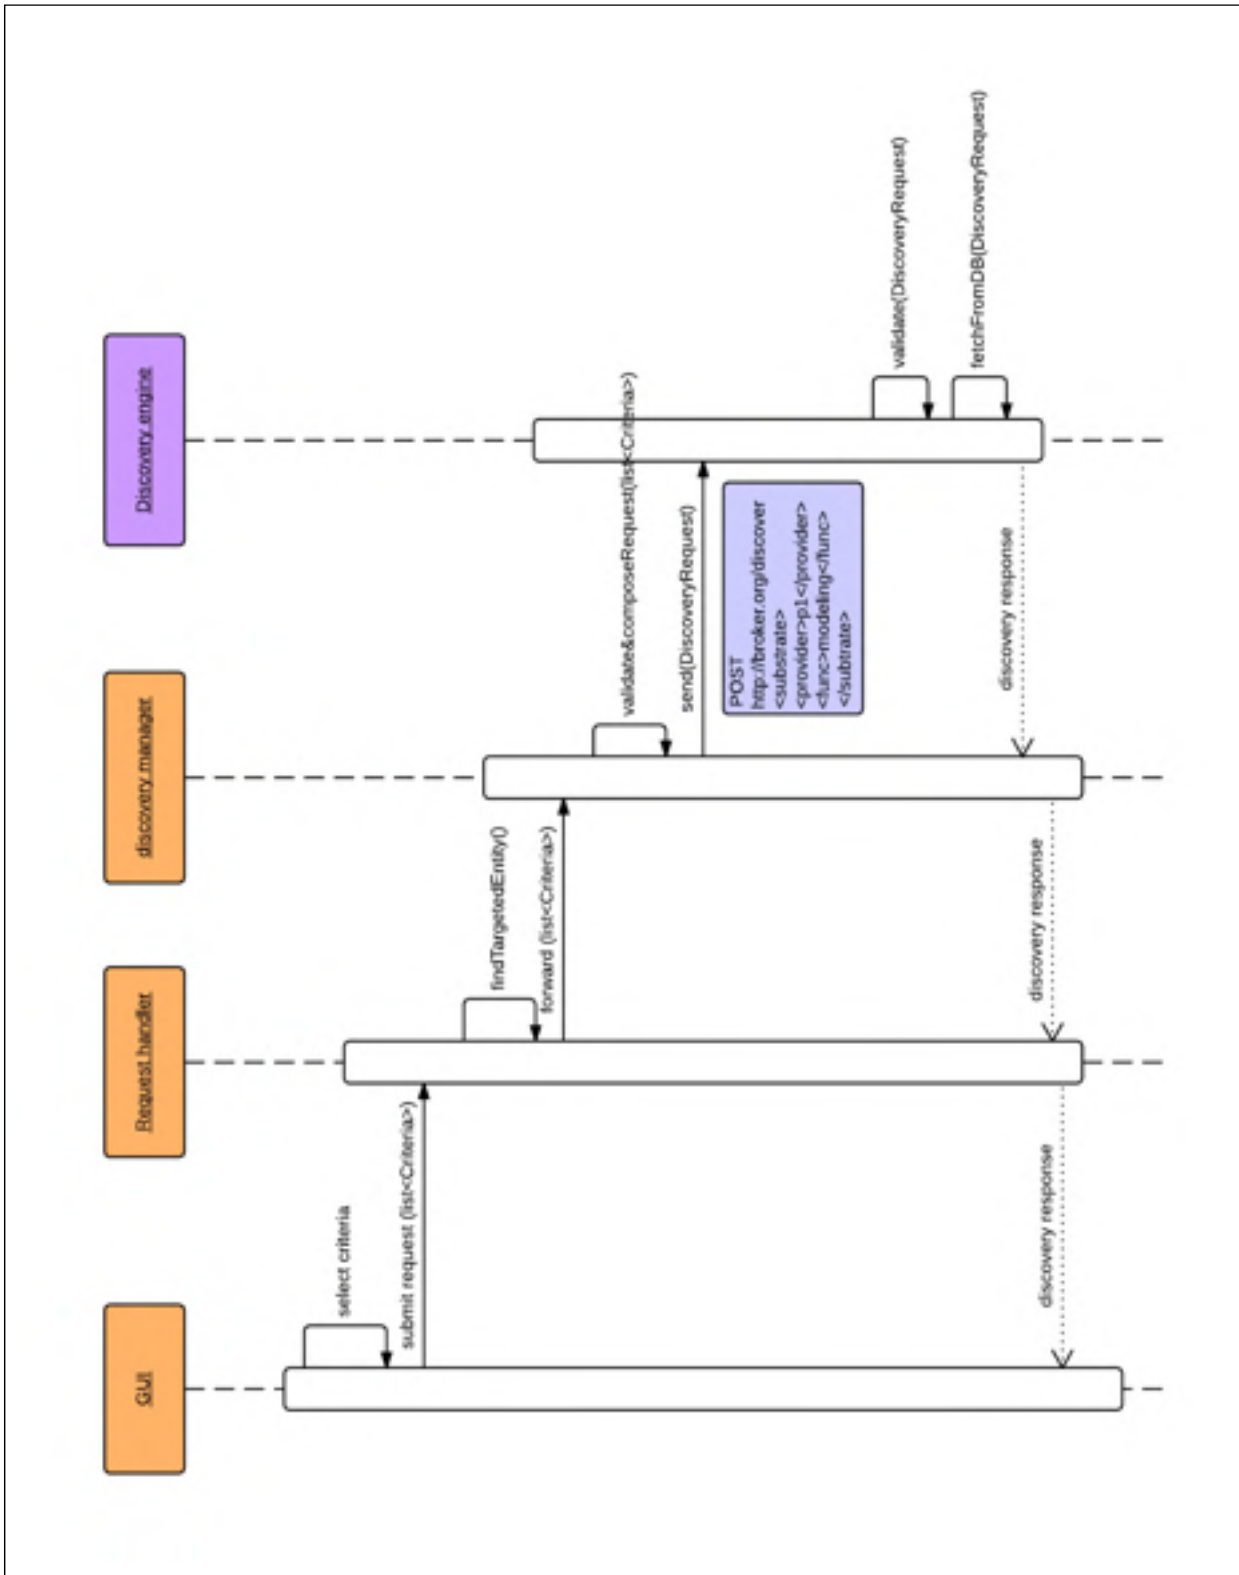 GUI
Request handler
discovery manager
Discovery engine
select criteria
submit request (list<Criteria>)
findTargetedEntity()
forward (list<Criteria>)
validate&composeRequest(list<Criteria>)
send(DiscoveryRequest)
POST
http://broker.org/discover
<substrate>
<provider>p1</provider>
<func>modeling</func>
</subtrate>
validate(DiscoveryRequest)
fetchFromDB(DiscoveryRequest)
discovery response
discovery response
discovery response